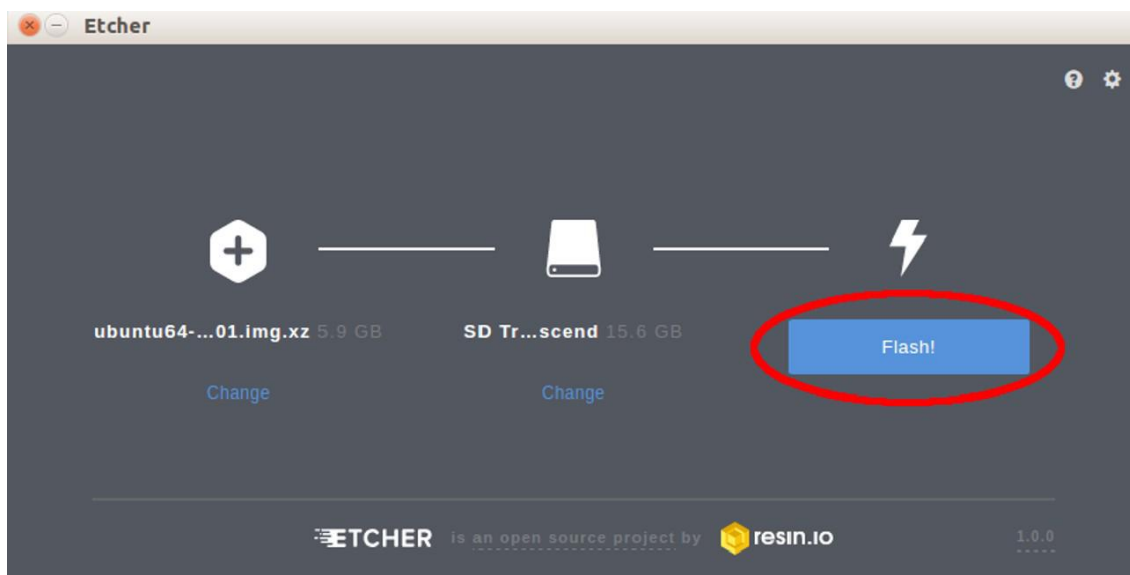 Etcher
ubuntu64-...01.img.xz 5.9 GB
SD Tr...scend 15.6 GB
Flash!
Change
Change
ETCHER is an open source project by resin.io 1.0.0